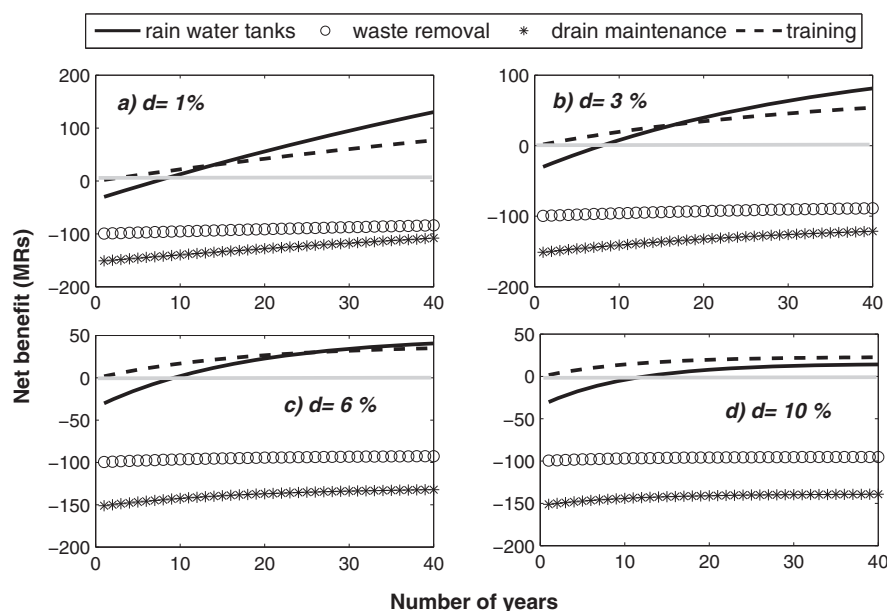 rain water tanks waste removal drain maintenance training
200
100
0
−100
−200
0 10 20 30 40
a) d= 1%
100
0
−100
−200
0 10 20 30 40
b) d= 3 %
50
0
−50
−100
−150
−200
0 10 20 30 40
c) d= 6 %
50
0
−50
−100
−150
−200
0 10 20 30 40
d) d= 10 %
Net benefit (MRs)
Number of years